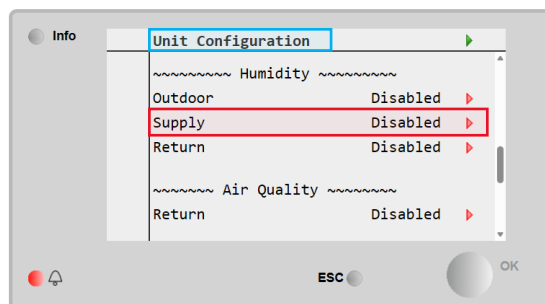 Info
Unit Configuration
~~~~~~~~~ Humidity ~~~~~~~~~
Outdoor Disabled
Supply Disabled
Return Disabled
~~~~~~~ Air Quality ~~~~~~~~
Return Disabled
ESC
OK